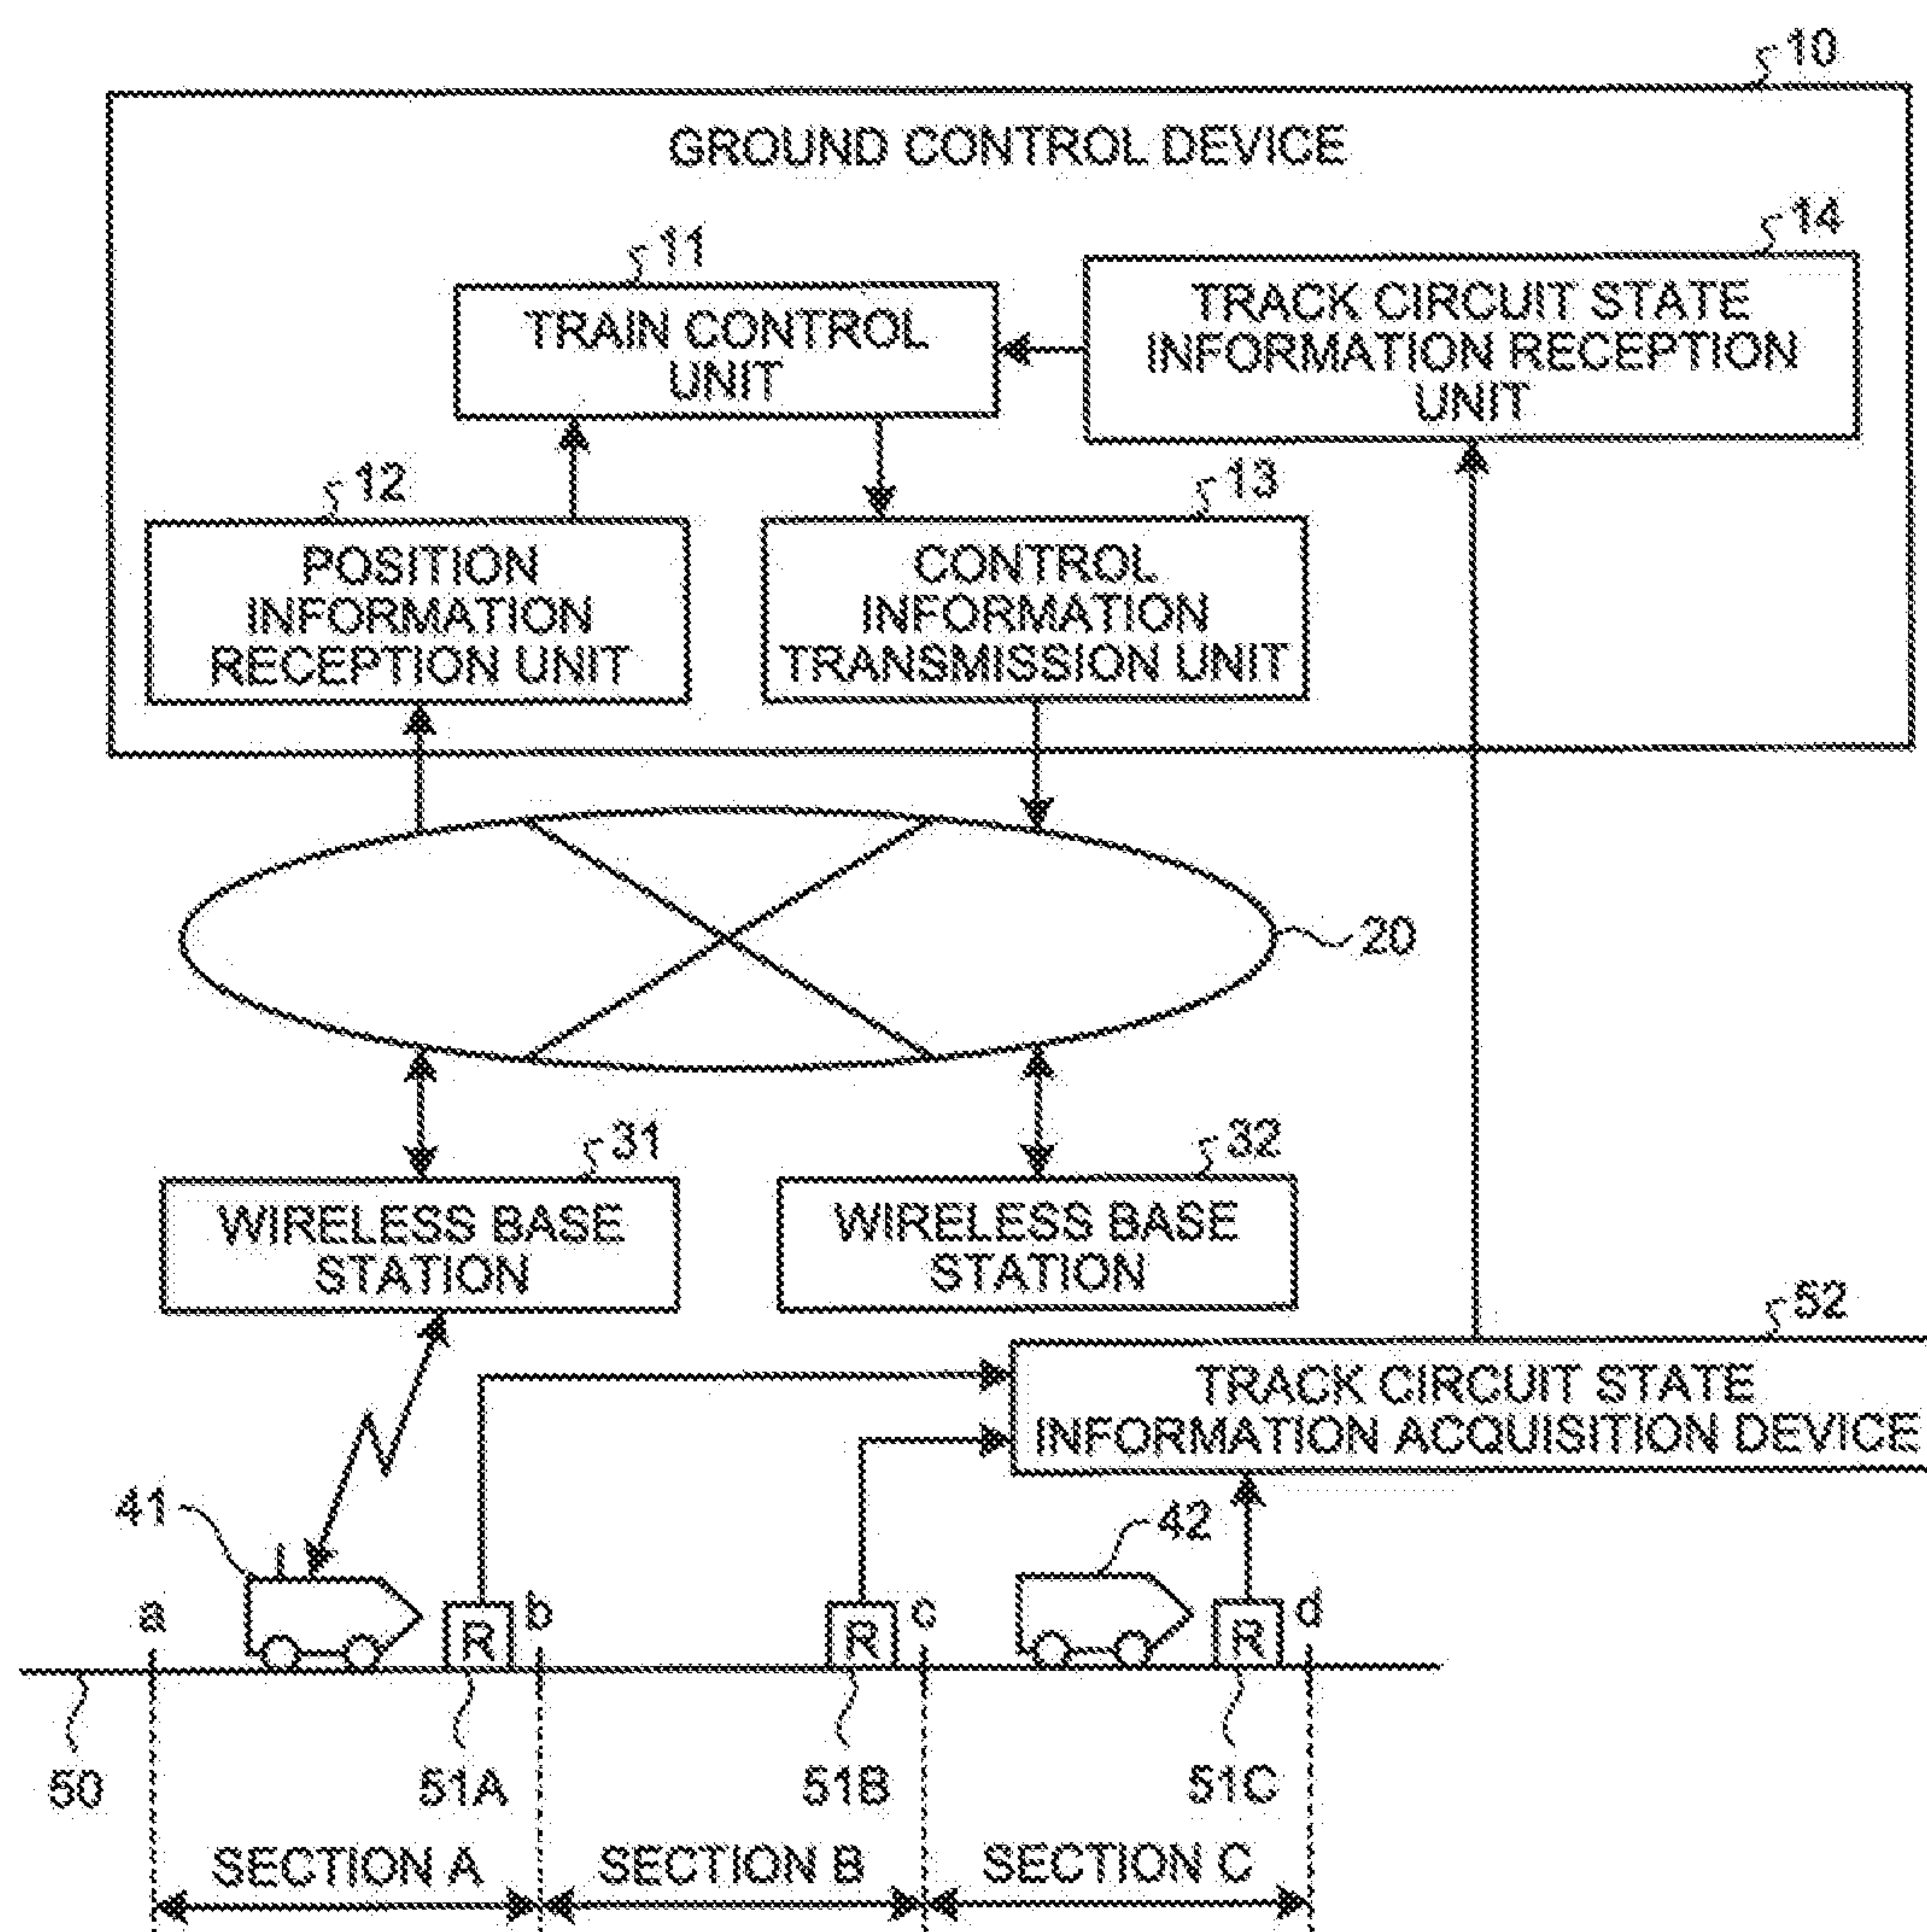 10
GROUND CONTROL DEVICE
11
14
TRAIN CONTROL
UNIT
TRACK CIRCUIT STATE
INFORMATION RECEPTION
UNIT
12
13
POSITION
INFORMATION
RECEPTION UNIT
CONTROL
INFORMATION
TRANSMISSION UNIT
20
31
32
WIRELESS BASE
STATION
WIRELESS BASE
STATION
52
TRACK CIRCUIT STATE
INFORMATION ACQUISITION DEVICE
41
42
a
R
b
R
c
R
d
50
51A
51B
51C
SECTION A
SECTION B
SECTION C